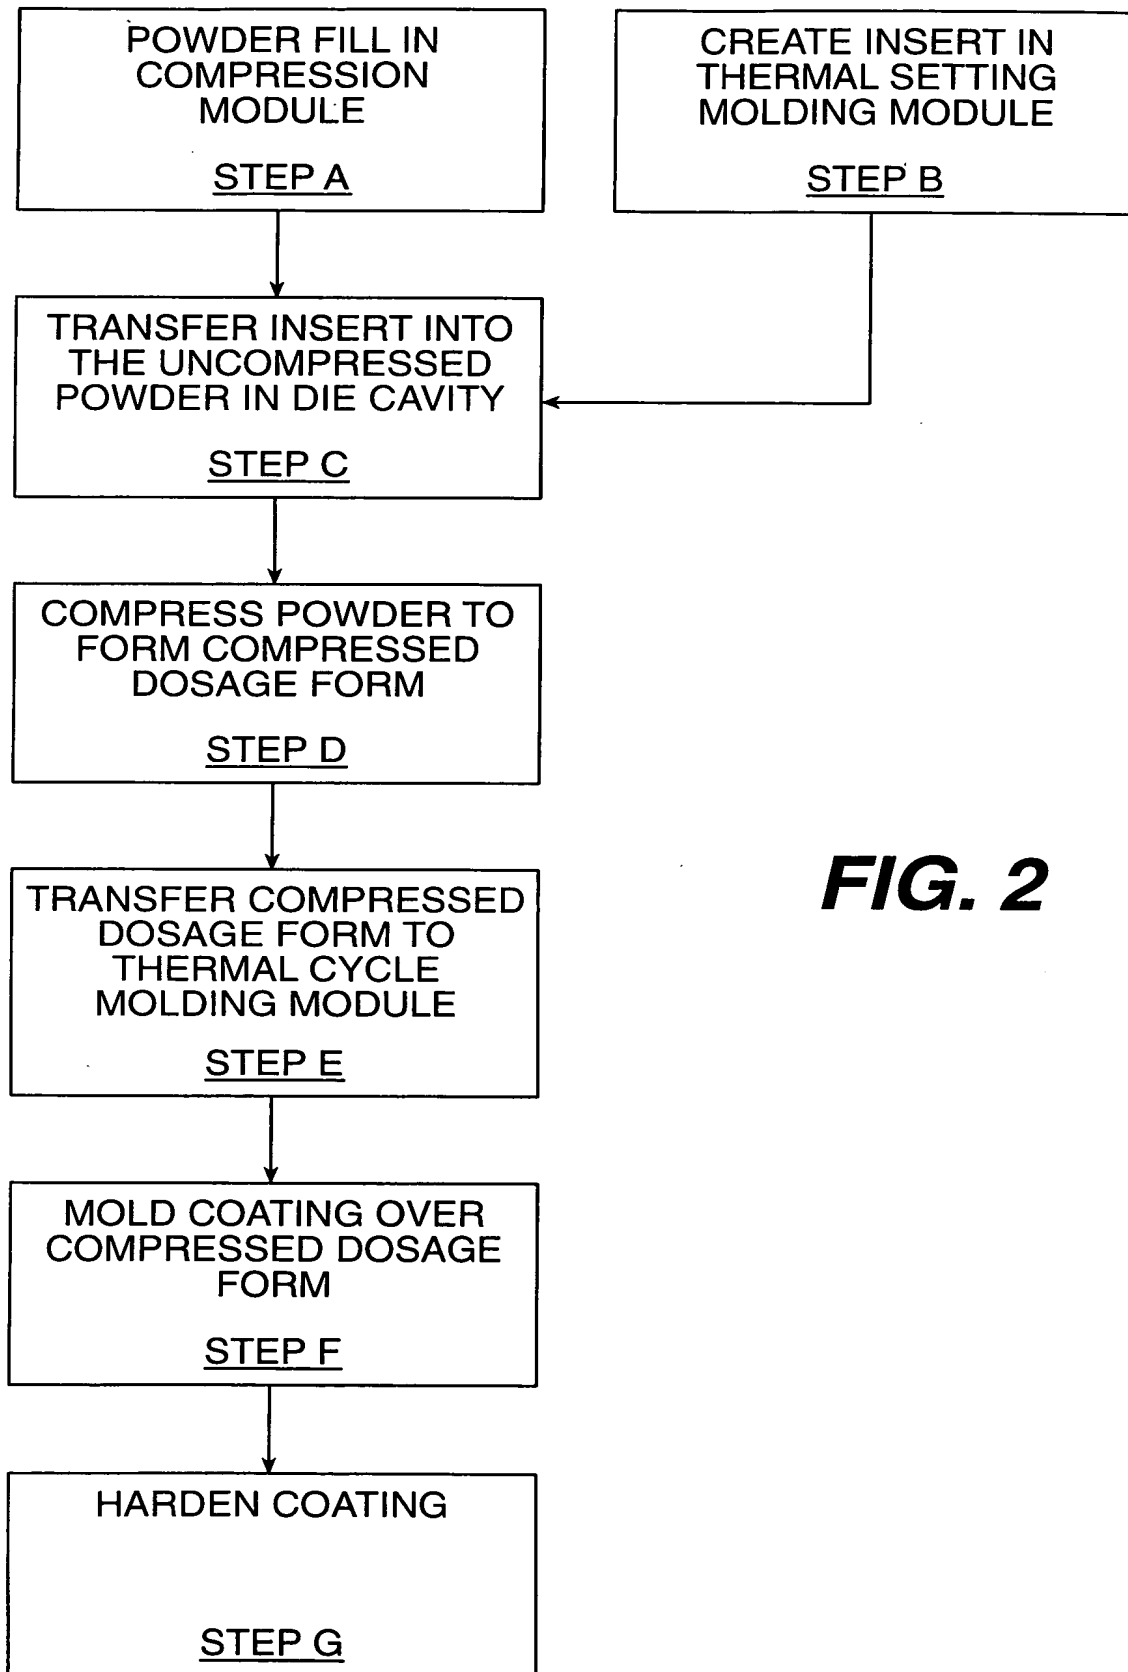 POWDER FILL IN
COMPRESSION
MODULE
STEP A
CREATE INSERT IN
THERMAL SETTING
MOLDING MODULE
STEP B
TRANSFER INSERT INTO
THE UNCOMPRESSED
POWDER IN DIE CAVITY
STEP C
COMPRESS POWDER TO
FORM COMPRESSED
DOSAGE FORM
STEP D
TRANSFER COMPRESSED
DOSAGE FORM TO
THERMAL CYCLE
MOLDING MODULE
STEP E
MOLD COATING OVER
COMPRESSED DOSAGE
FORM
STEP F
HARDEN COATING
STEP G
FIG. 2